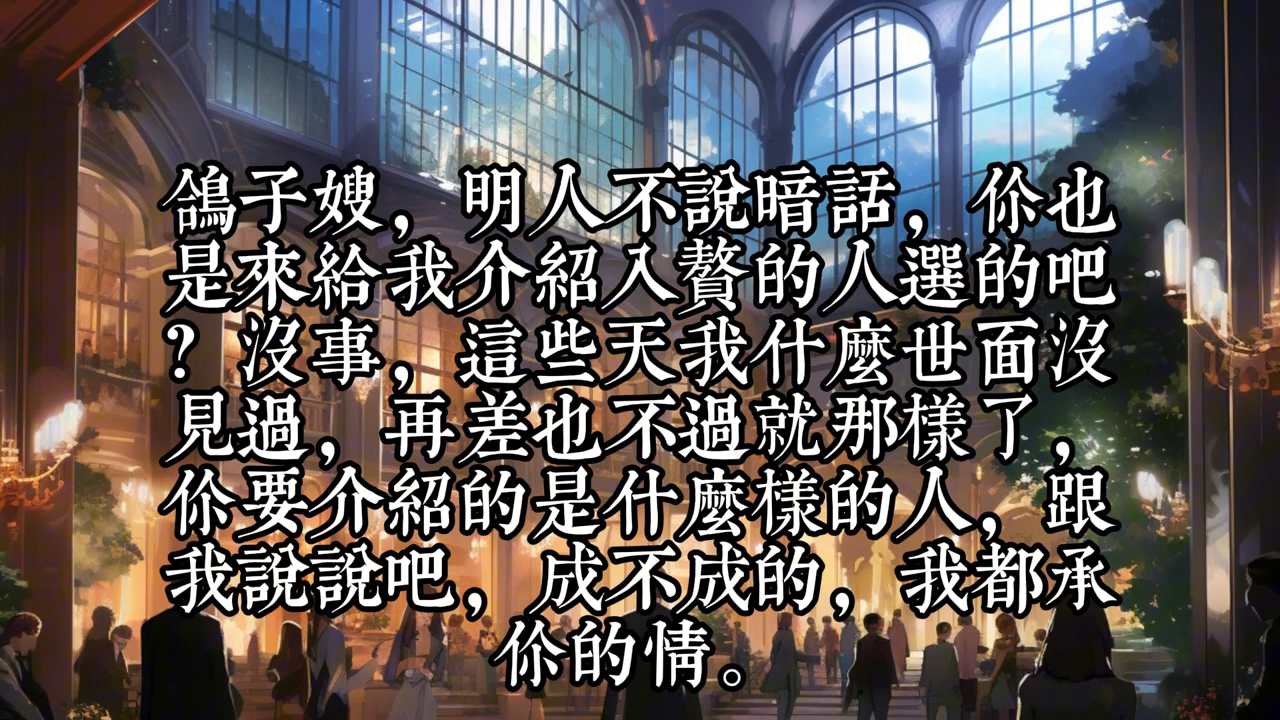 鴿子嫂，明人不說暗話，你也
是來給我介紹入贅的人選的吧
？沒事，這些天我什麼世面沒
見過，再差也不過就那樣了，
你要介紹的是什麼樣的人，跟
我說說吧，成不成的，我都承
你的情。